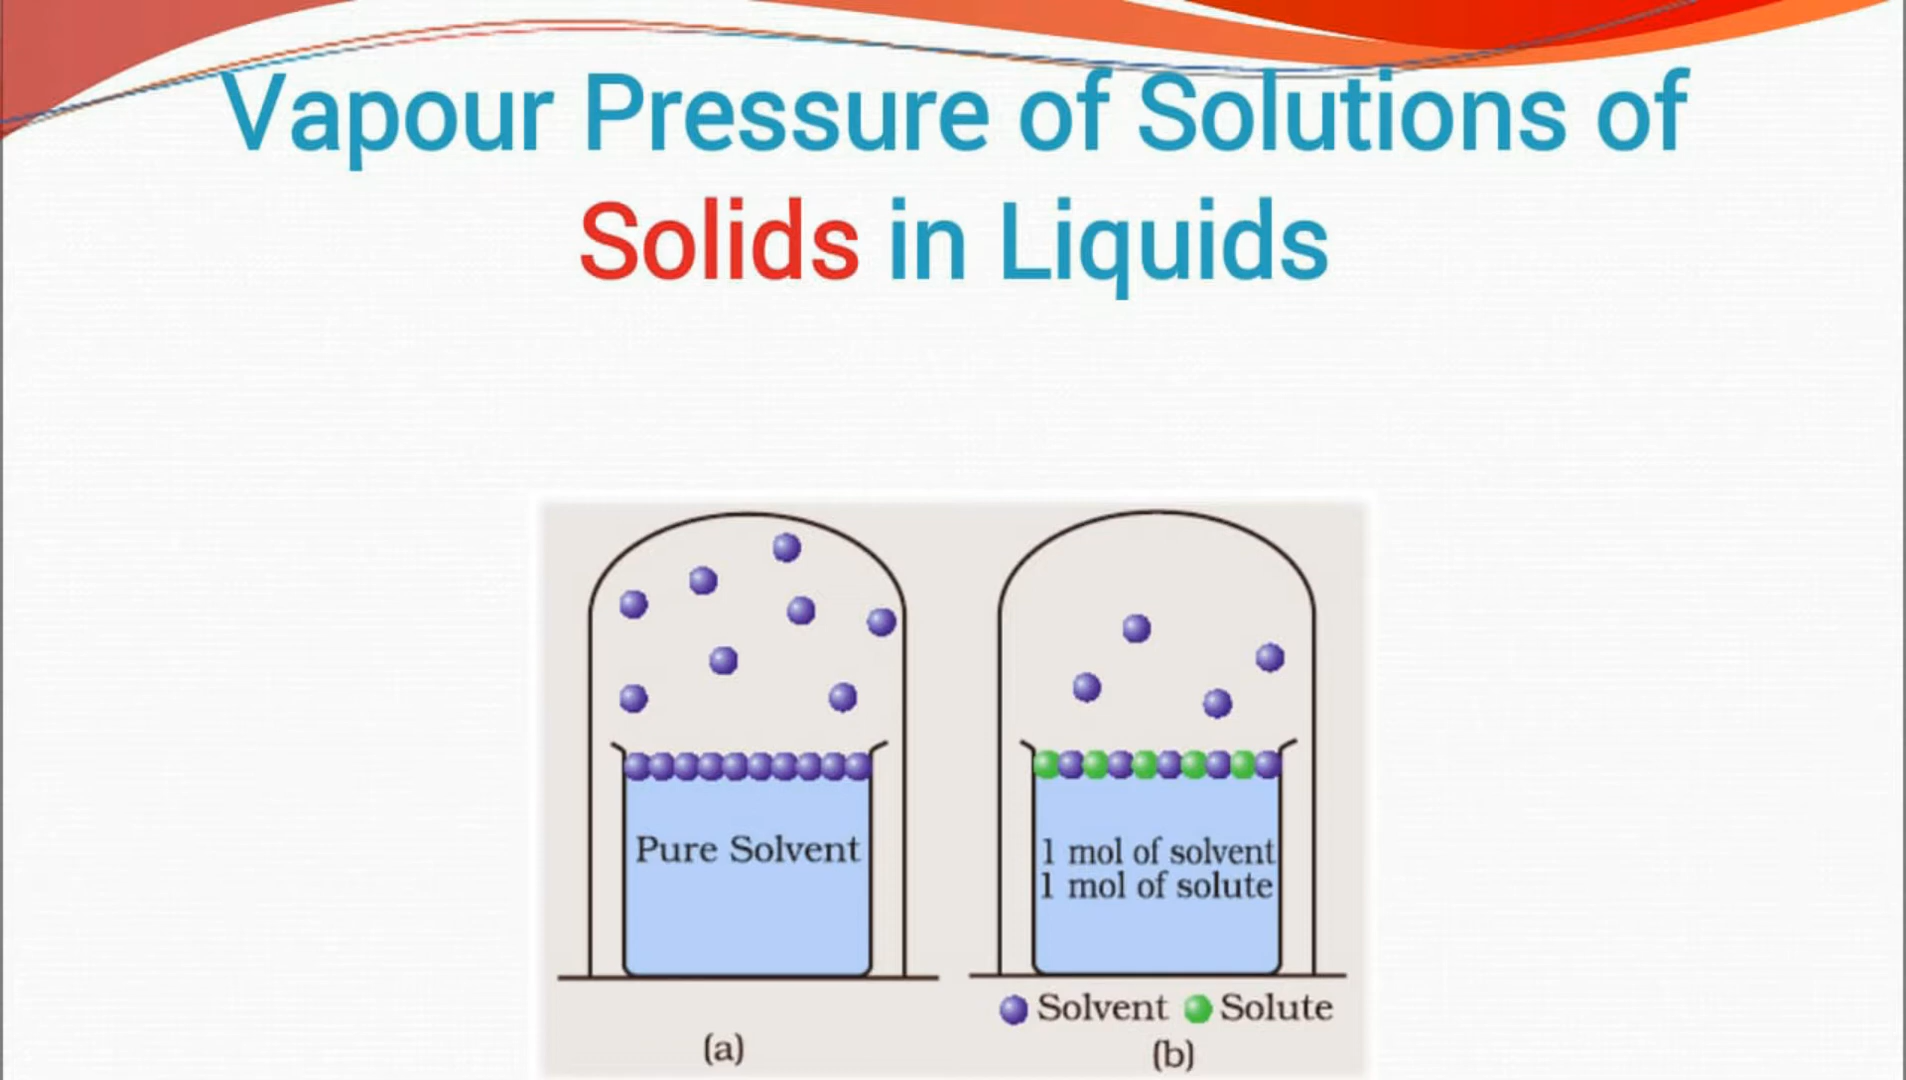 Vapour Pressure of Solutions of
Solids in Liquids
Pure Solvent
1 mol of solvent
1 mol of solute
Solvent Solute
(a)
(b)